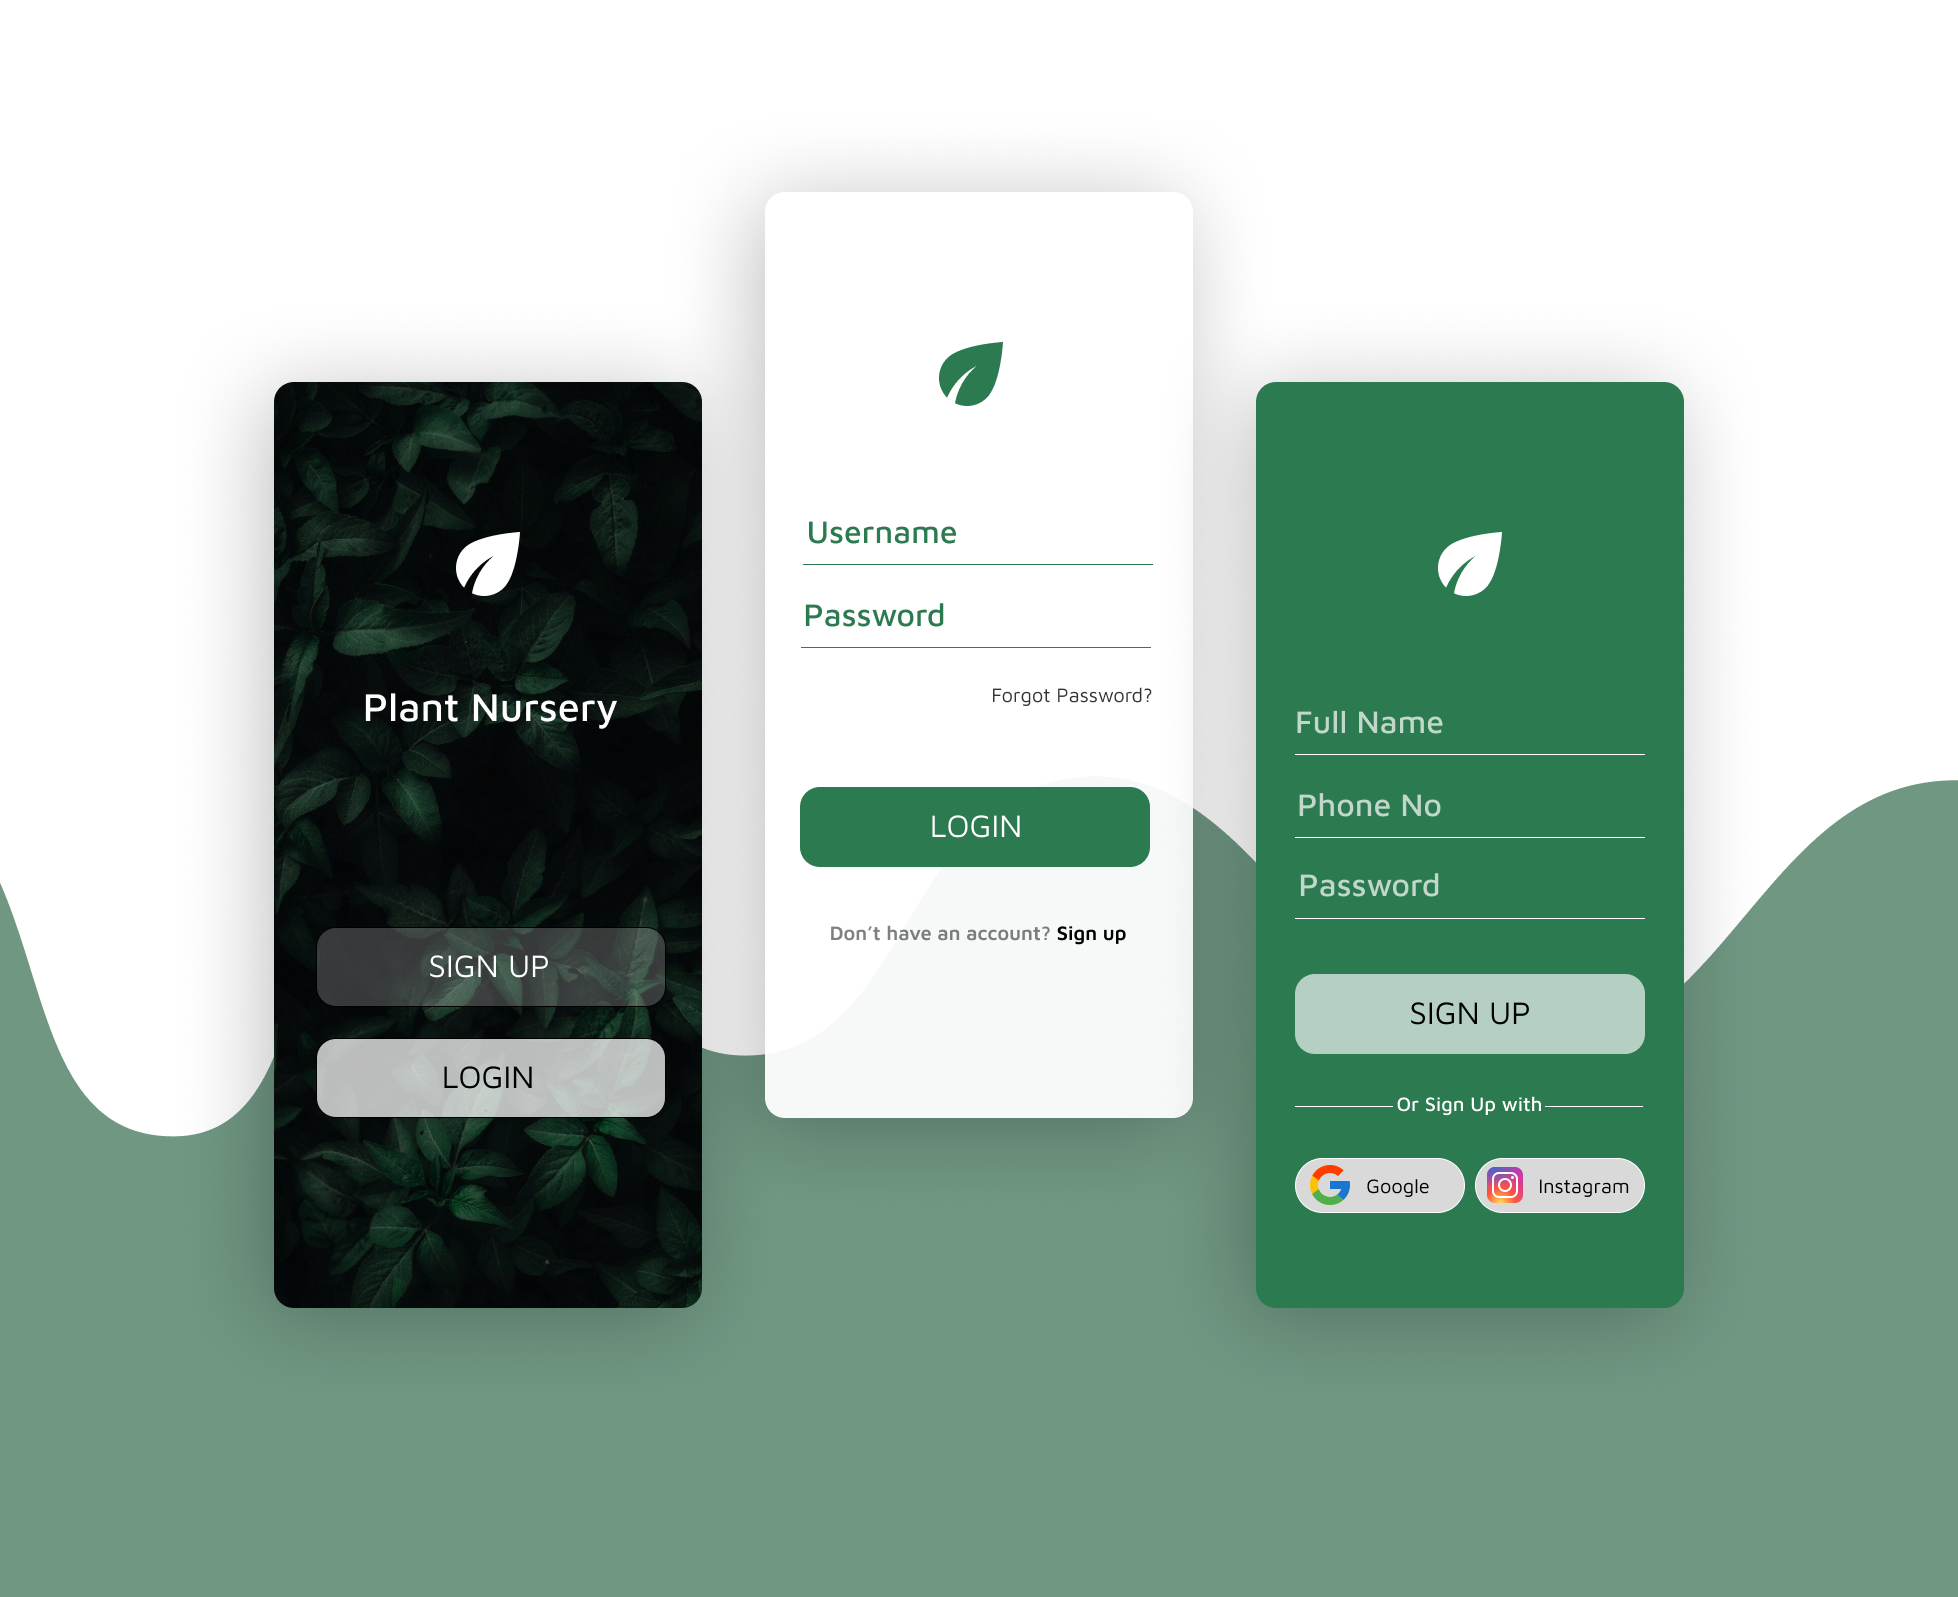 Plant Nursery
SIGN UP
LOGIN
Username
Password
Forgot Password?
LOGIN
Don’t have an account? Sign up
Full Name
Phone No
Password
SIGN UP
Or Sign Up with
Google
Instagram